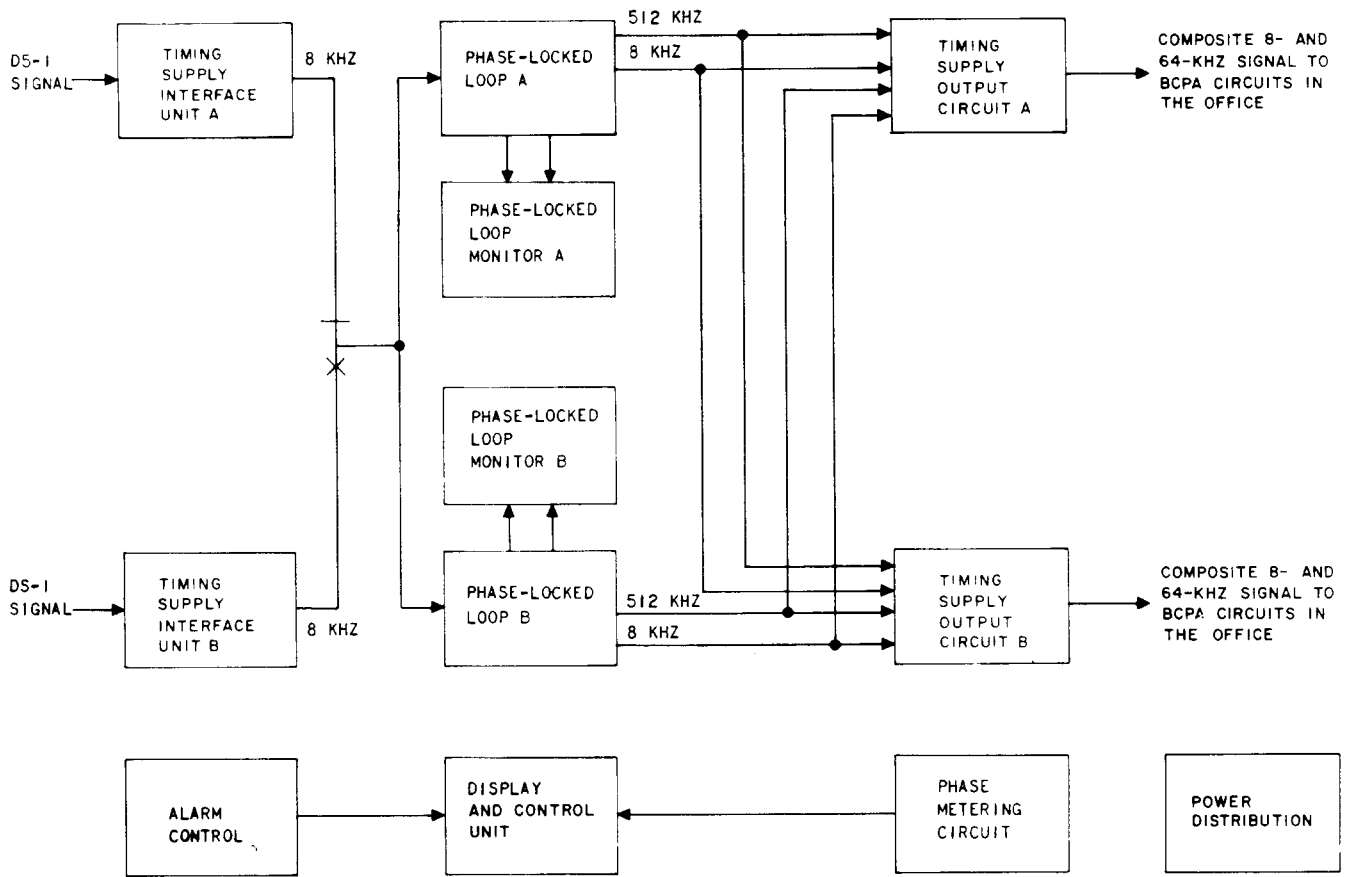 DS-1
SIGNAL
TIMING
SUPPLY
INTERFACE
UNIT A
8 KHZ
PHASE-LOCKED
LOOP A
512 KHZ
8 KHZ
TIMING
SUPPLY
OUTPUT
CIRCUIT A
COMPOSITE 8- AND
64-KHZ SIGNAL TO
BCPA CIRCUITS IN
THE OFFICE
PHASE-LOCKED
LOOP
MONITOR A
PHASE-LOCKED
LOOP
MONITOR B
DS-1
SIGNAL
TIMING
SUPPLY
INTERFACE
UNIT B
8 KHZ
PHASE-LOCKED
LOOP B
512 KHZ
8 KHZ
TIMING
SUPPLY
OUTPUT
CIRCUIT B
COMPOSITE 8- AND
64-KHZ SIGNAL TO
BCPA CIRCUITS IN
THE OFFICE
ALARM
CONTROL
DISPLAY
AND CONTROL
UNIT
PHASE
METERING
CIRCUIT
POWER
DISTRIBUTION